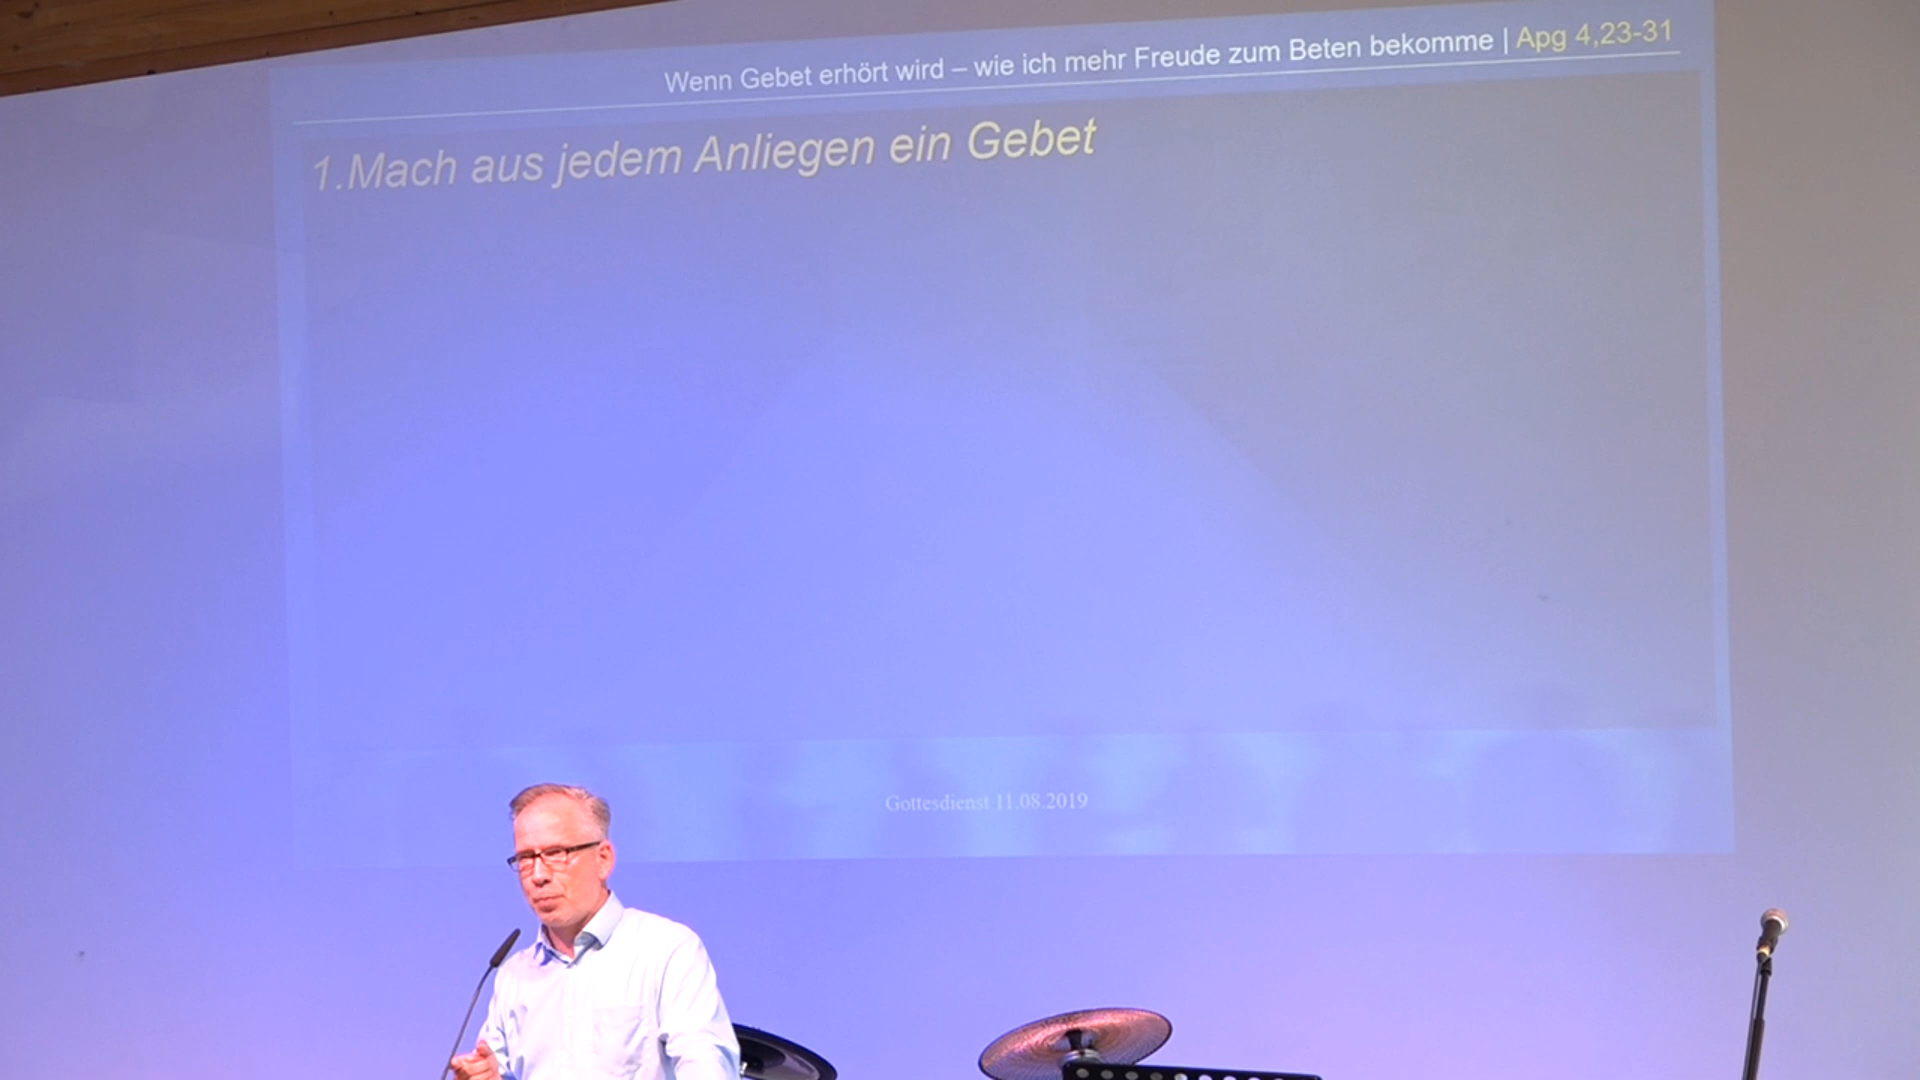 Wenn Gebet erhört wird – wie ich mehr Freude zum Beten bekomme | Apg 4,23-31
1.Mach aus jedem Anliegen ein Gebet
Gottesdienst 11.08.2019